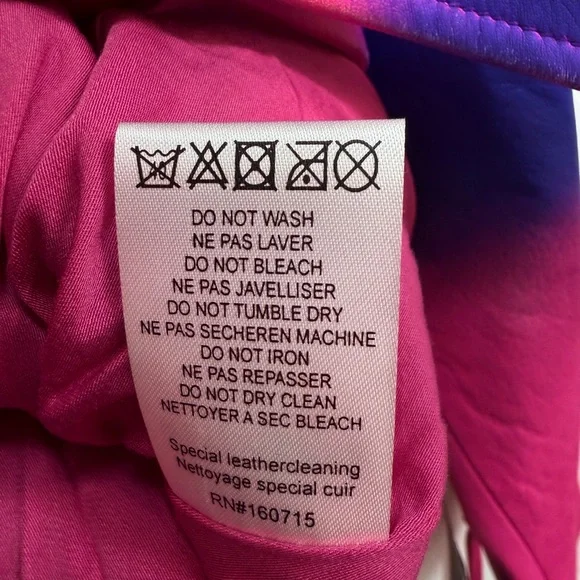 DO NOT WASH
NE PAS LAVER
DO NOT BLEACH
NE PAS JAVELLISER
DO NOT TUMBLE DRY
NE PAS SECHEREN MACHINE
DO NOT IRON
NE PAS REPASSER
DO NOT DRY CLEAN
NETTOYER A SEC BLEACH
Special leathercleaning
Nettoyage special cuir
RN#160715